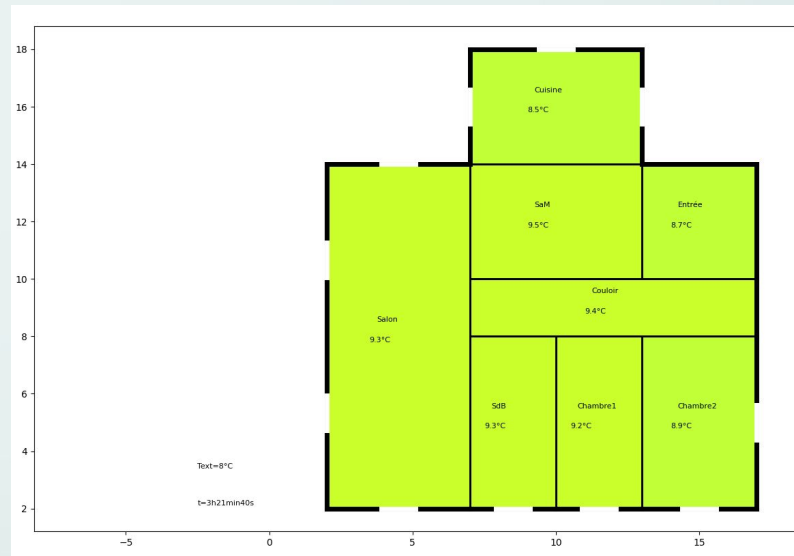 18
16
14
12
10
8
6
4
2
Cuisine
8.5°C
SaM
9.5°C
Entrée
8.7°C
Couloir
9.4°C
Salon
9.3°C
SdB
9.3°C
Chambre1
9.2°C
Chambre2
8.9°C
Text=8°C
t=3h21min40s
−5
0
5
10
15